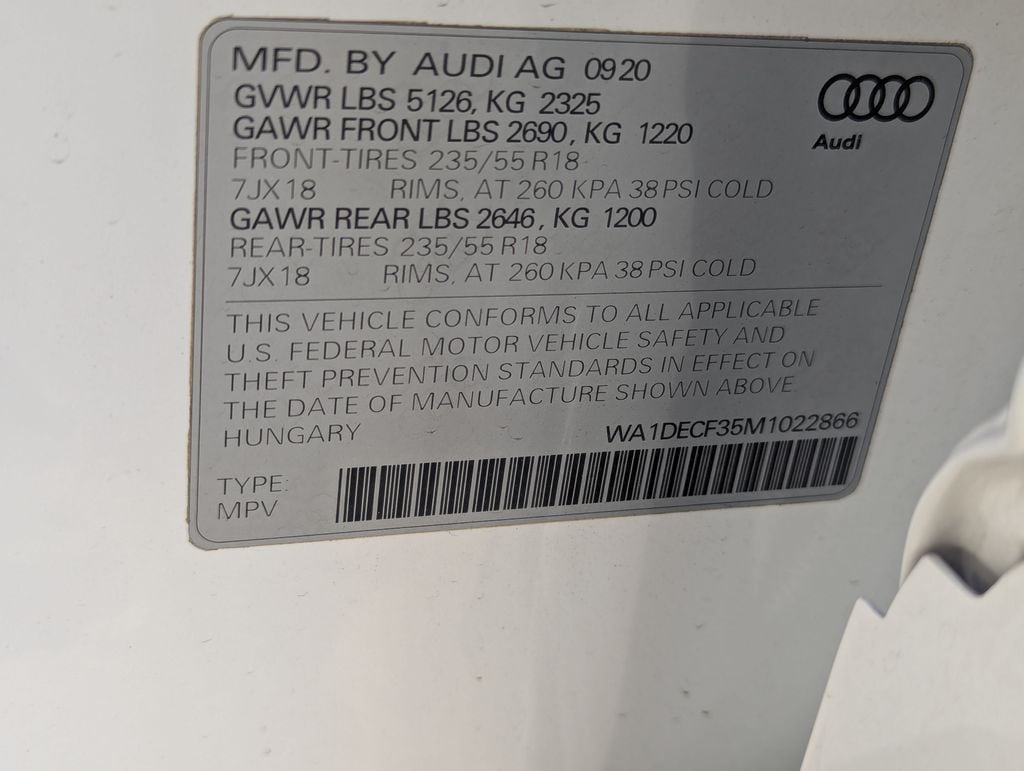 MFD. BY AUDI AG 0920
GVWR LBS 5126, KG 2325
GAWR FRONT LBS 2690, KG 1220
FRONT-TIRES 235/55 R18
7JX18 RIMS, AT 260 KPA 38 PSI COLD
GAWR REAR LBS 2646, KG 1200
REAR-TIRES 235/55 R18
7JX18 RIMS, AT 260 KPA 38 PSI COLD
Audi
THIS VEHICLE CONFORMS TO ALL APPLICABLE
U.S. FEDERAL MOTOR VEHICLE SAFETY AND
THEFT PREVENTION STANDARDS IN EFFECT ON
THE DATE OF MANUFACTURE SHOWN ABOVE
HUNGARY WA1DECF35M1022866
TYPE:
MPV